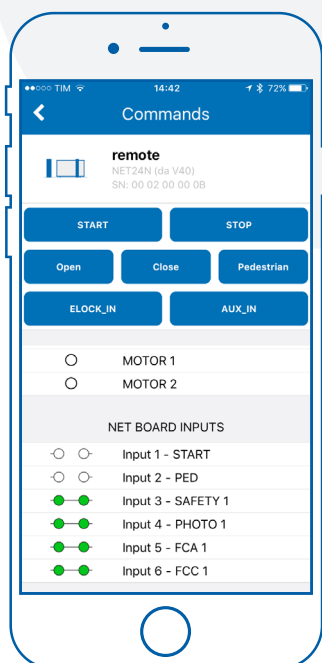 TIM 14:42 72%
Commands
remote
NET24N (da V40)
SN: 00 02 00 00 0B
START STOP
Open Close Pedestrian
ELOCK_IN AUX_IN
MOTOR 1
MOTOR 2
NET BOARD INPUTS
Input 1 - START
Input 2 - PED
Input 3 - SAFETY 1
Input 4 - PHOTO 1
Input 5 - FCA 1
Input 6 - FCC 1